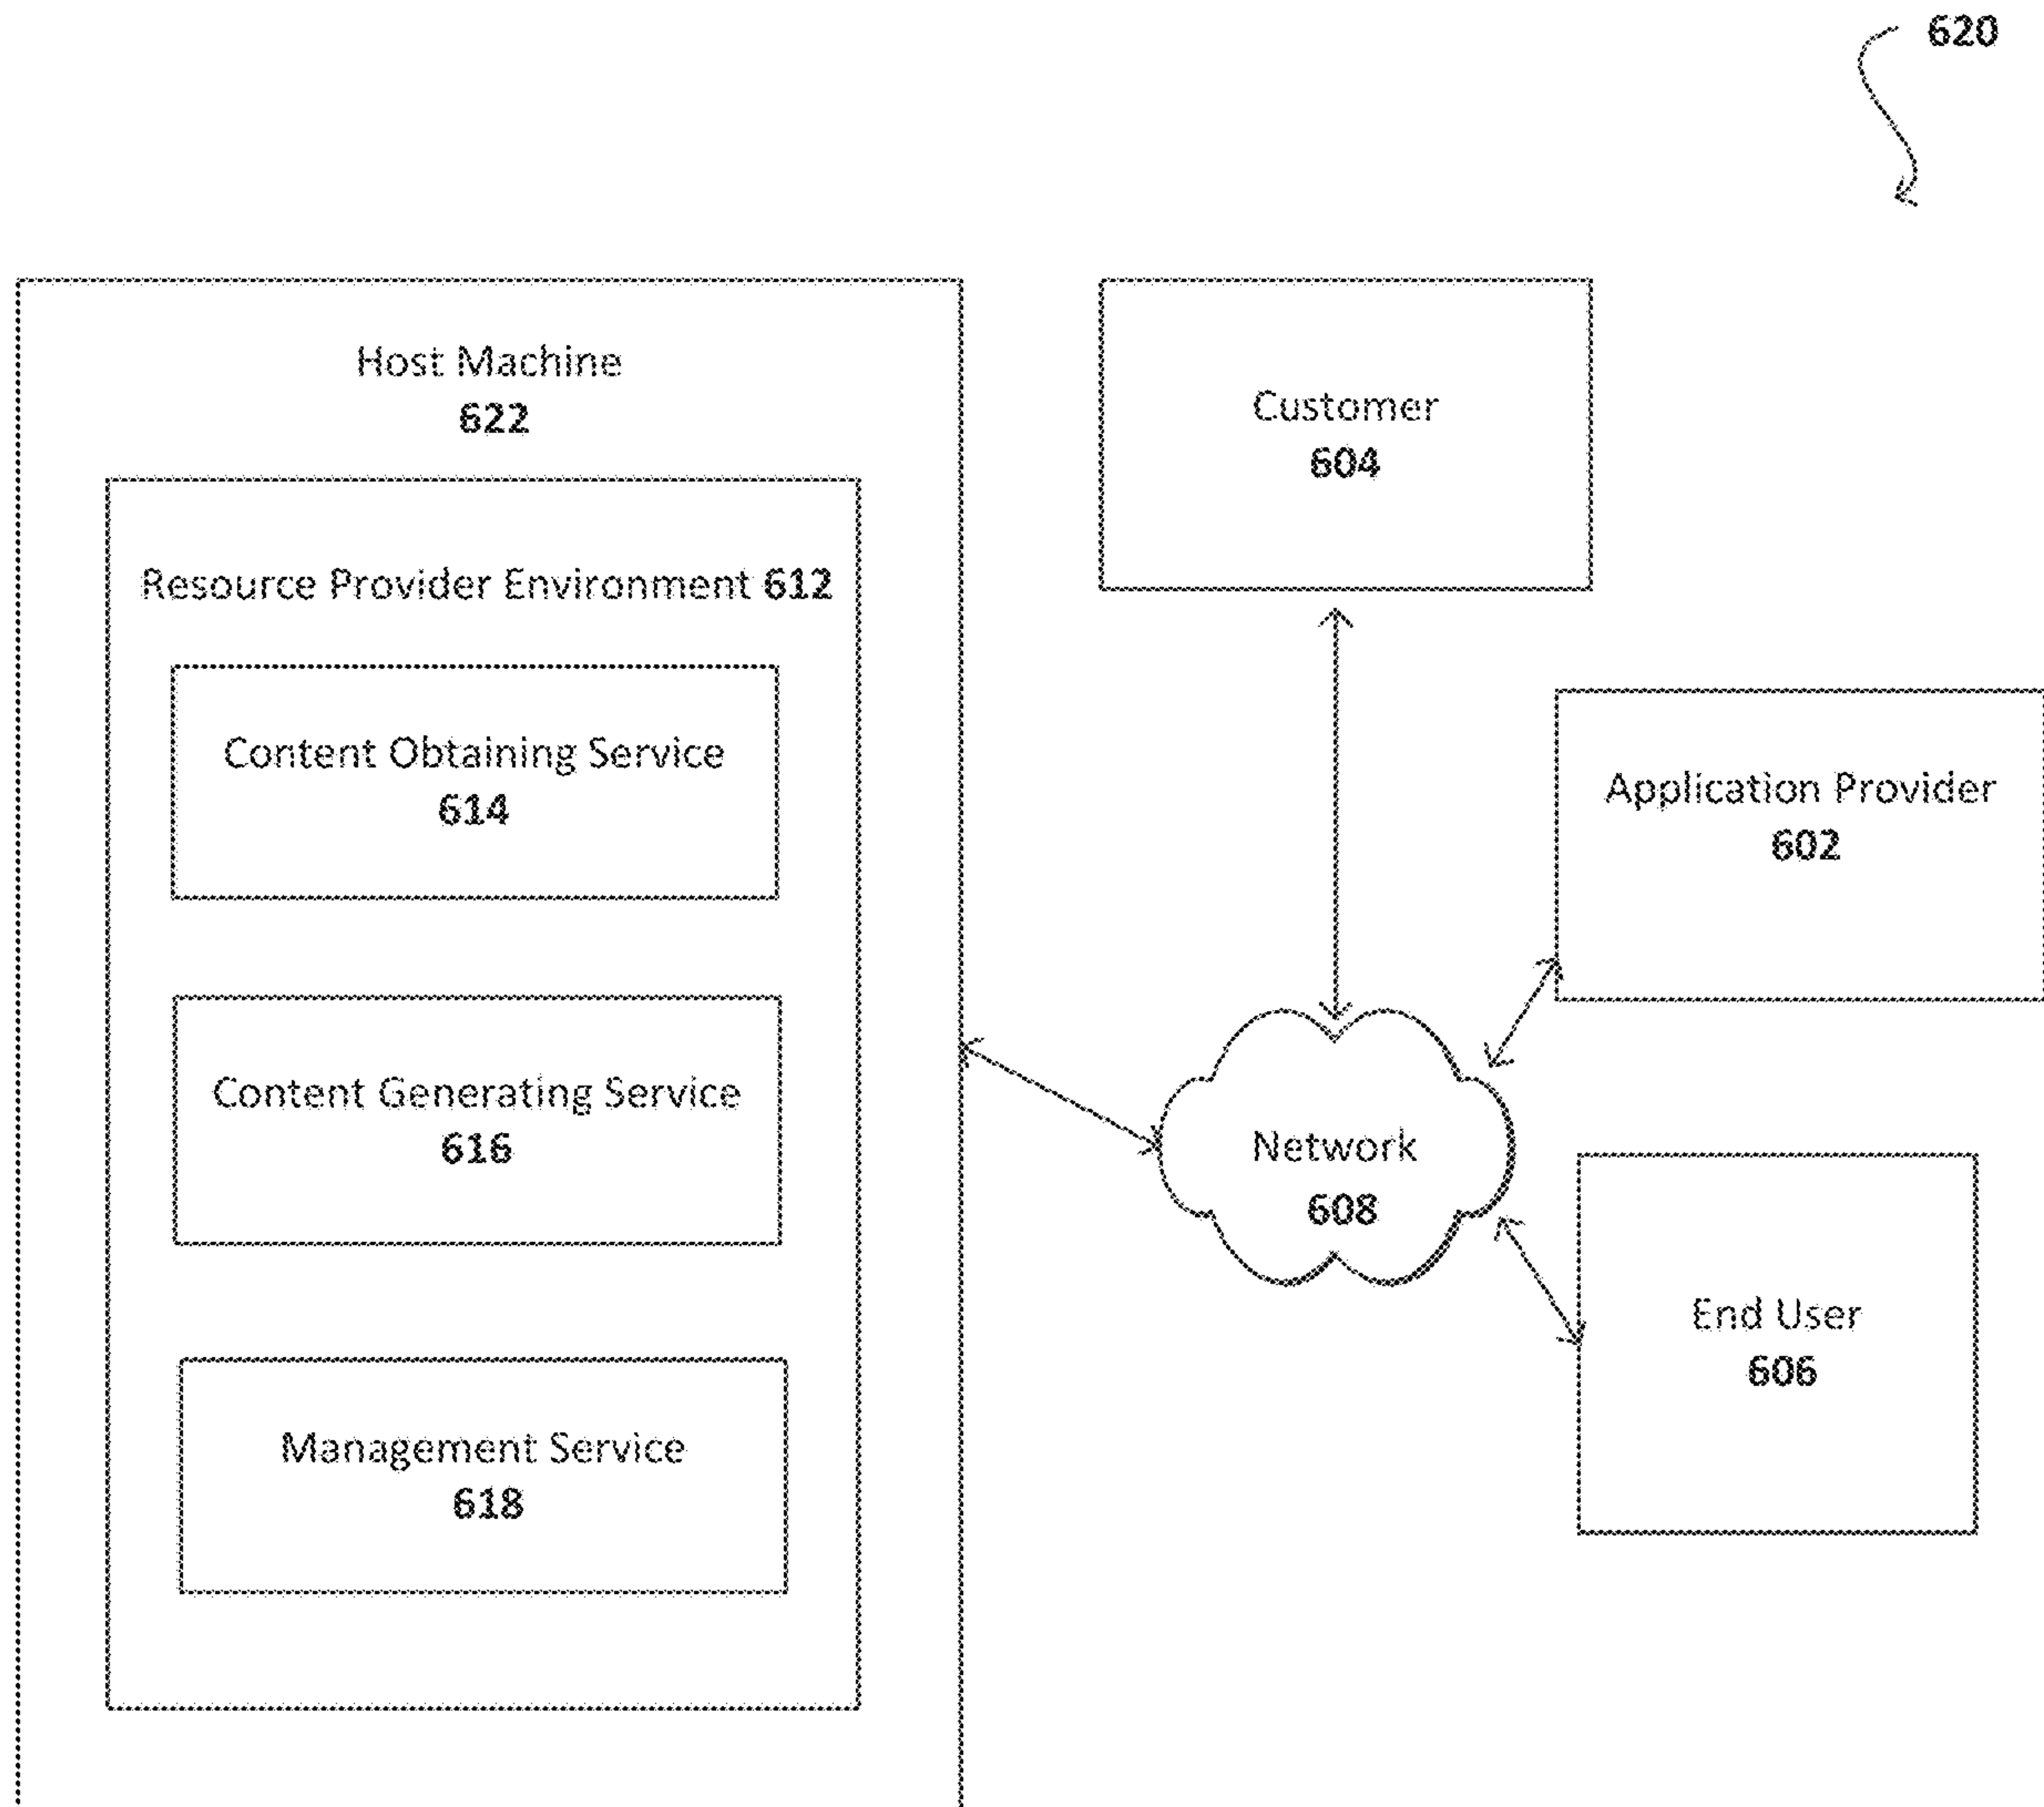 620
Host Machine
622
Resource Provider Environment 612
Content Obtaining Service
614
Content Generating Service
616
Management Service
618
Customer
604
Application Provider
602
Network
608
End User
606